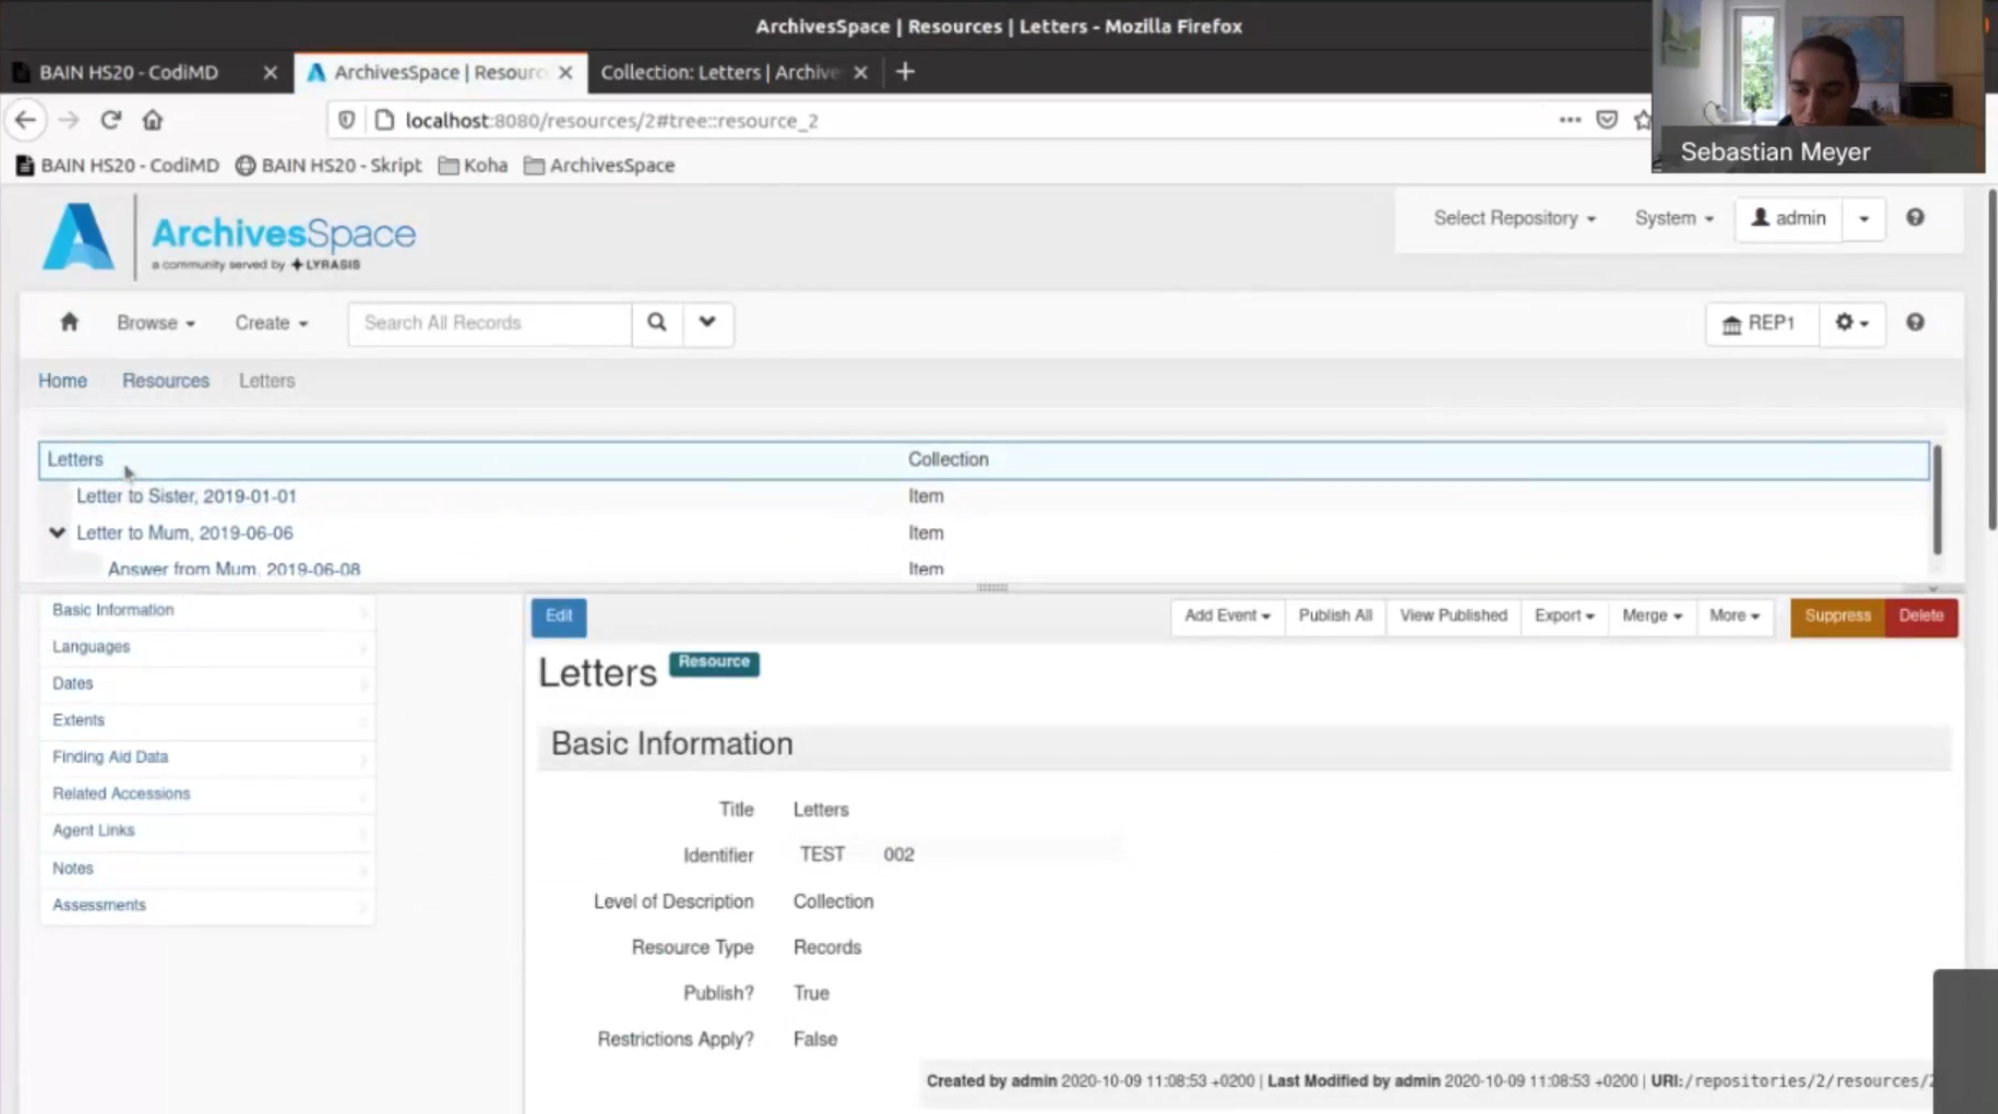 ArchivesSpace | Resources | Letters - Mozilla Firefox
BAIN HS20 - CodiMD
ArchivesSpace | Resourc
Collection: Letters | Archive
localhost:8080/resources/2#tree::resource_2
BAIN HS20 - CodiMD
BAIN HS20 - Skript
Koha
ArchivesSpace
Sebastian Meyer
ArchivesSpace
a community served by LYRASIS
Select Repository
System
admin
Browse
Create
Search All Records
REP1
Home
Resources
Letters
Letters Collection
Letter to Sister, 2019-01-01 Item
Letter to Mum, 2019-06-06 Item
Answer from Mum, 2019-06-08 Item
Basic Information
Languages
Dates
Extents
Finding Aid Data
Related Accessions
Agent Links
Notes
Assessments
Edit
Add Event
Publish All
View Published
Export
Merge
More
Suppress
Delete
Letters Resource
Basic Information
Title Letters
Identifier TEST 002
Level of Description Collection
Resource Type Records
Publish? True
Restrictions Apply? False
Created by admin 2020-10-09 11:08:53 +0200 | Last Modified by admin 2020-10-09 11:08:53 +0200 | URI:/repositories/2/resources/2